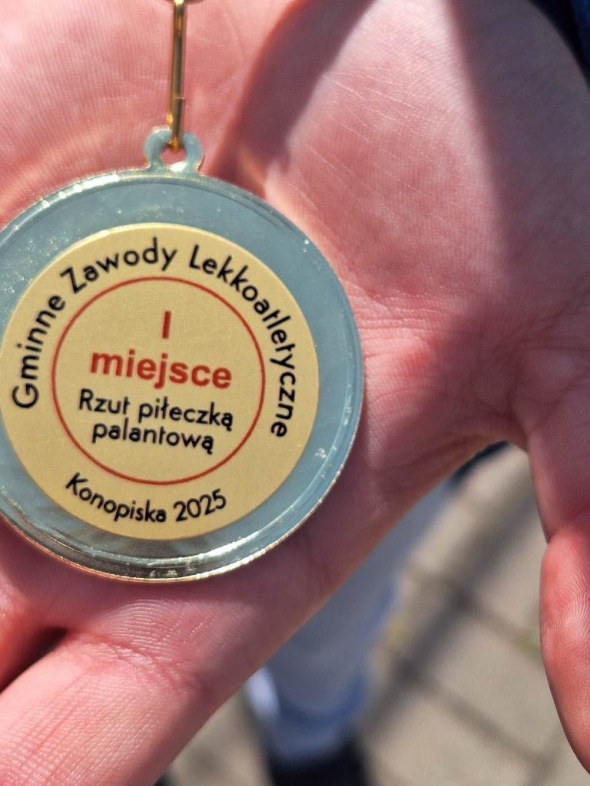 Gminne Zawody Lekkoatletyczne
I
miejsce
Rzut piłeczką
palantową
Konopiska 2025